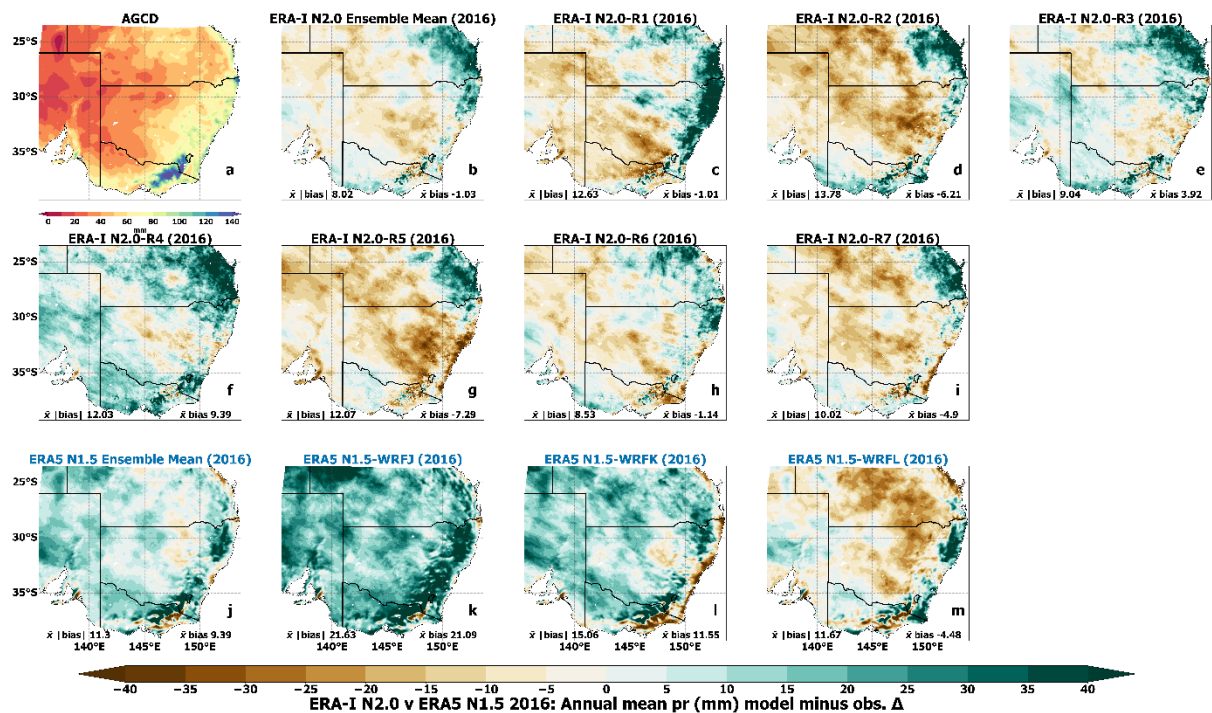 AGCD
ERA-I N2.0 Ensemble Mean (2016)
ERA-I N2.0-R1 (2016)
ERA-I N2.0-R2 (2016)
ERA-I N2.0-R3 (2016)
25°S
30°S
35°S
a
b
c
d
e
x̄ |bias| 8.02
x̄ bias -1.03
x̄ |bias| 12.63
x̄ bias -1.01
x̄ |bias| 13.78
x̄ bias -6.21
x̄ |bias| 9.04
x̄ bias 3.92
0 20 40 60 80 100 120 140
mm
ERA-I N2.0-R4 (2016)
ERA-I N2.0-R5 (2016)
ERA-I N2.0-R6 (2016)
ERA-I N2.0-R7 (2016)
25°S
30°S
35°S
f
g
h
i
x̄ |bias| 12.03
x̄ bias 9.39
x̄ |bias| 12.07
x̄ bias -7.29
x̄ |bias| 8.53
x̄ bias -1.14
x̄ |bias| 10.02
x̄ bias -4.9
ERA5 N1.5 Ensemble Mean (2016)
ERA5 N1.5-WRFJ (2016)
ERA5 N1.5-WRFK (2016)
ERA5 N1.5-WRFL (2016)
25°S
30°S
35°S
j
k
l
m
x̄ |bias| 11.3
x̄ bias 9.39
x̄ |bias| 21.63
x̄ bias 21.09
x̄ |bias| 15.06
x̄ bias 11.55
x̄ |bias| 11.67
x̄ bias -4.48
140°E 145°E 150°E
140°E 145°E 150°E
140°E 145°E 150°E
140°E 145°E 150°E
−40 −35 −30 −25 −20 −15 −10 −5 0 5 10 15 20 25 30 35 40
ERA-I N2.0 v ERA5 N1.5 2016: Annual mean pr (mm) model minus obs. Δ